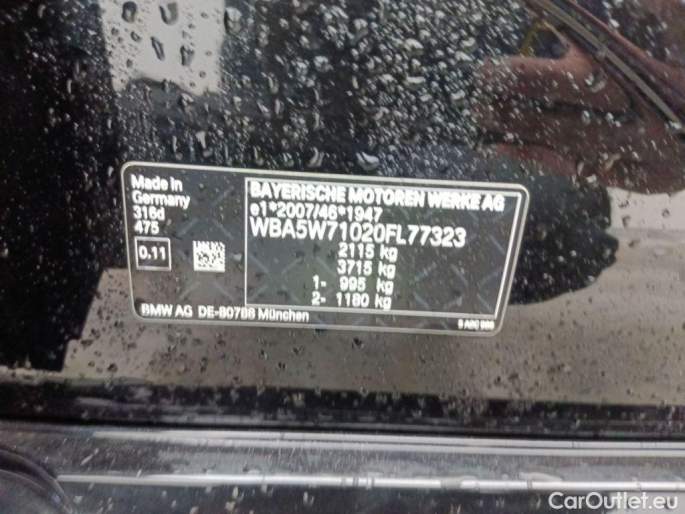 Made in
Germany
316d
475
0.11
BAYERISCHE MOTOREN WERKE AG
e1*2007/46*1947
WBA5W71020FL77323
2115 kg
3715 kg
1- 995 kg
2- 1180 kg
BMW AG DE-80788 München
CarOutlet.eu